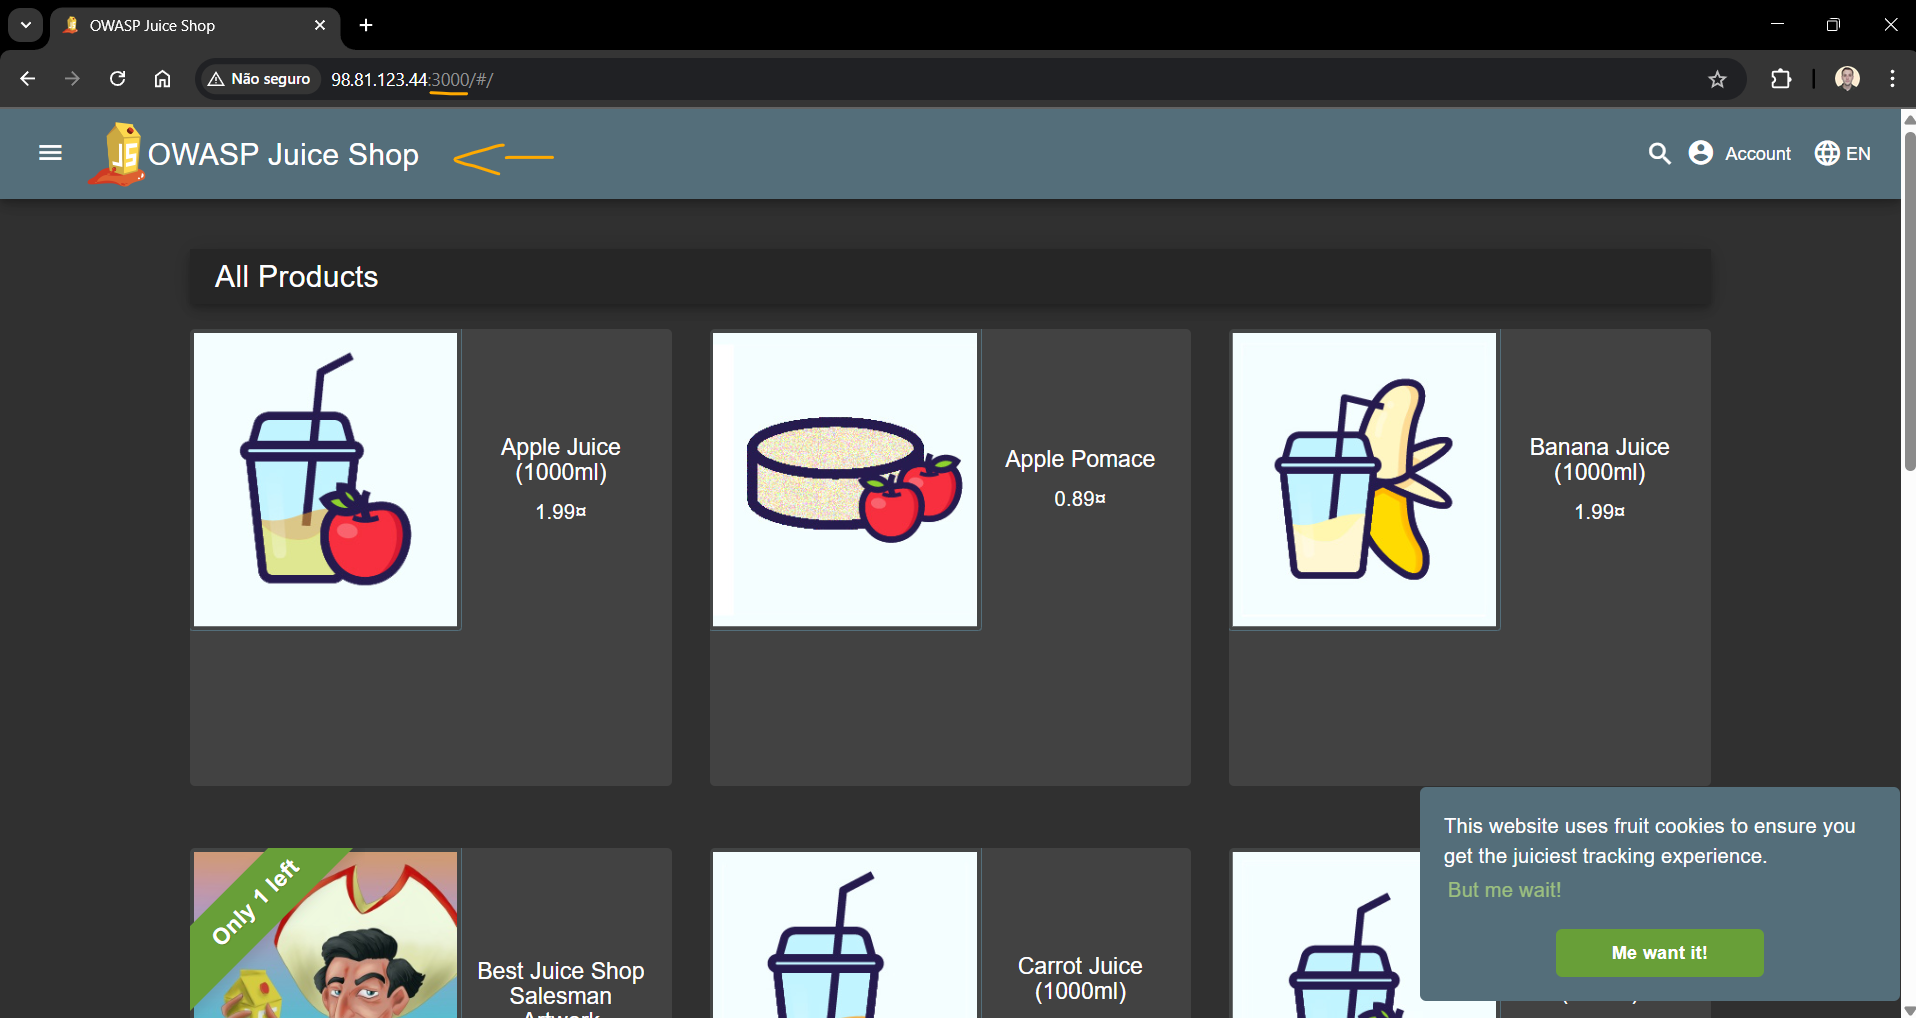 OWASP Juice Shop
Não seguro 98.81.123.44:3000/#/
JS
OWASP Juice Shop
Account
EN
All Products
Apple Juice
(1000ml)
1.99¤
Apple Pomace
0.89¤
Banana Juice
(1000ml)
1.99¤
Only 1 left
Best Juice Shop
Salesman
Artwork
Carrot Juice
(1000ml)
This website uses fruit cookies to ensure you
get the juiciest tracking experience.
But me wait!
Me want it!